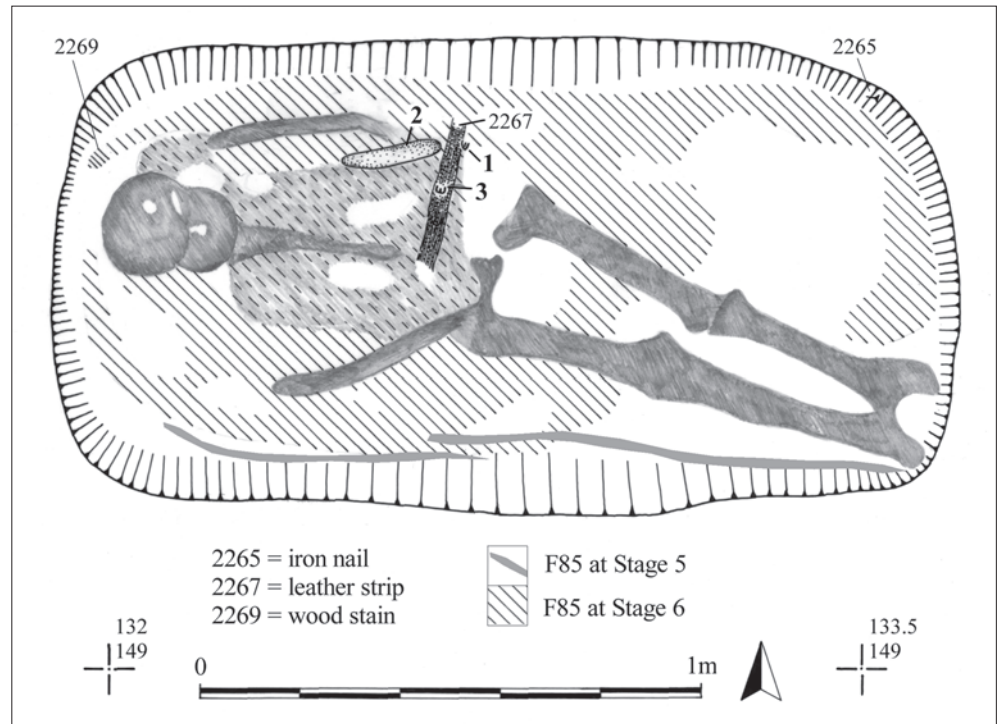 2269
2265
2
2267
1
3
2265 = iron nail
2267 = leather strip
2269 = wood stain
F85 at Stage 5
F85 at Stage 6
132
149
0
1m
133.5
149